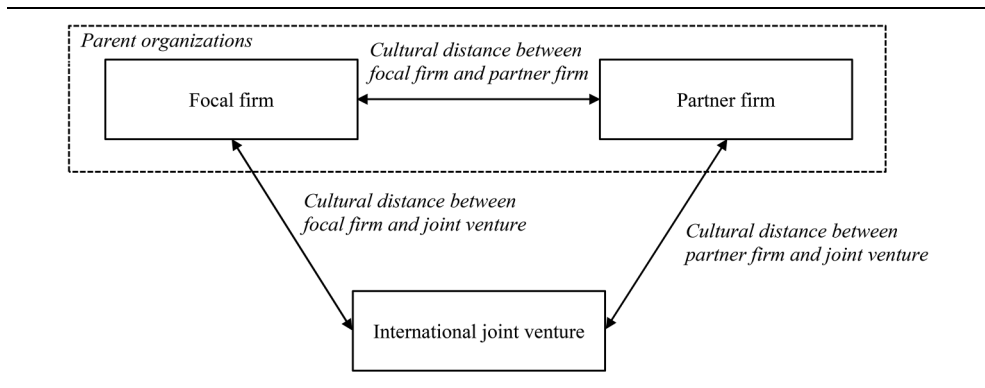 Parent organizations
Cultural distance between
focal firm and partner firm
Focal firm
Partner firm
Cultural distance between
focal firm and joint venture
Cultural distance between
partner firm and joint venture
International joint venture